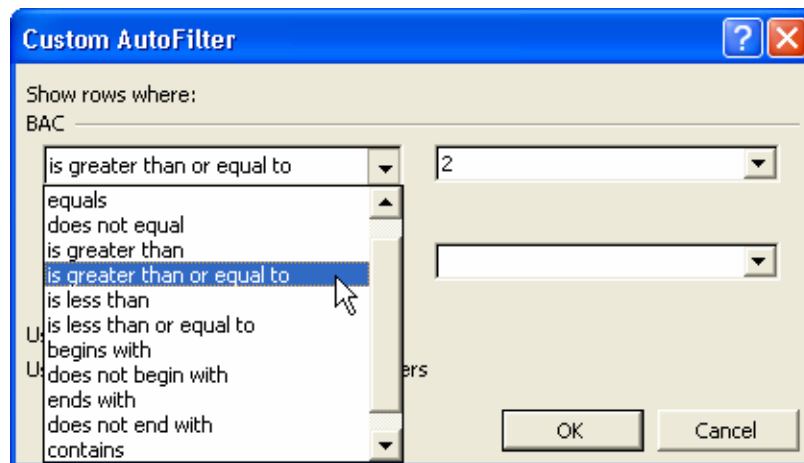 Custom AutoFilter
Show rows where:
BAC
is greater than or equal to 2
equals
does not equal
is greater than
is greater than or equal to
is less than
is less than or equal to
begins with
does not begin with
ends with
does not end with
contains
OK Cancel